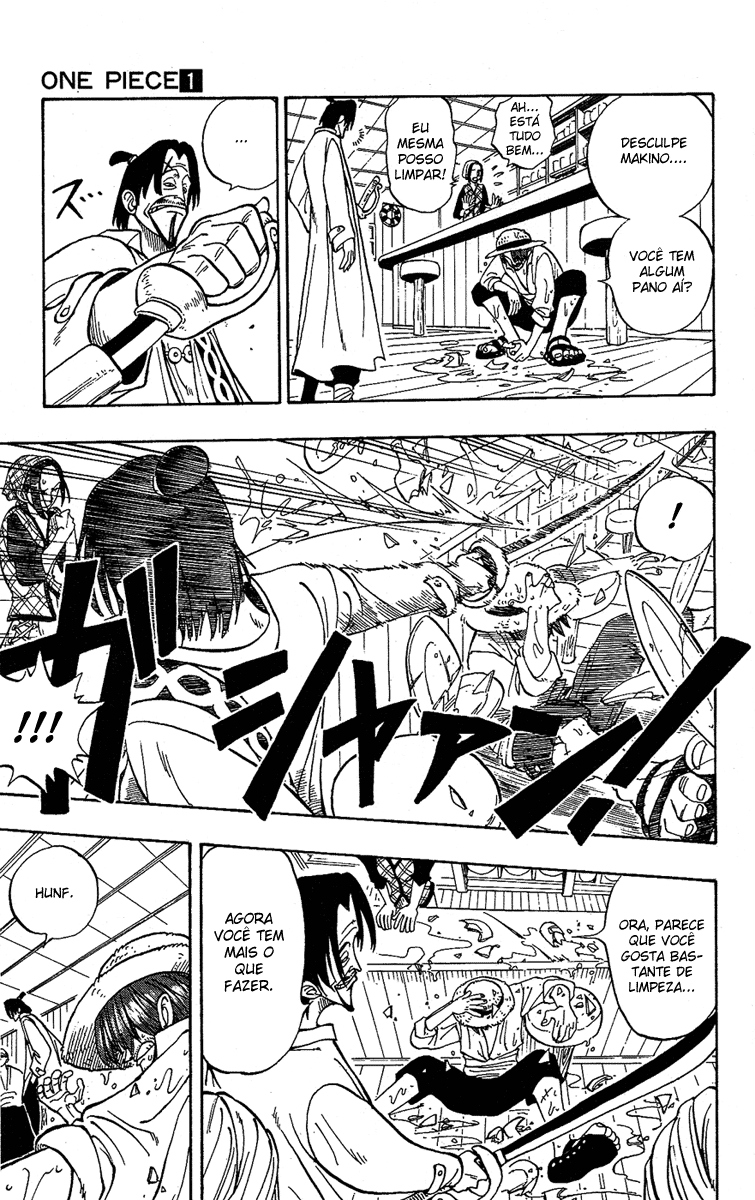 ONE PIECE 1
DESCULPE
MAKINO....
VOCÊ TEM
ALGUM
PANO AÍ?
AH...
ESTÁ
TUDO
BEM...
EU
MESMA
POSSO
LIMPAR!
...
ス"...
!
ガシャァン!!
!!!
ORA, PARECE
QUE VOCÊ
GOSTA BAS-
TANTE DE
LIMPEZA...
AGORA
VOCÊ TEM
MAIS O
QUE
FAZER.
HUNF.